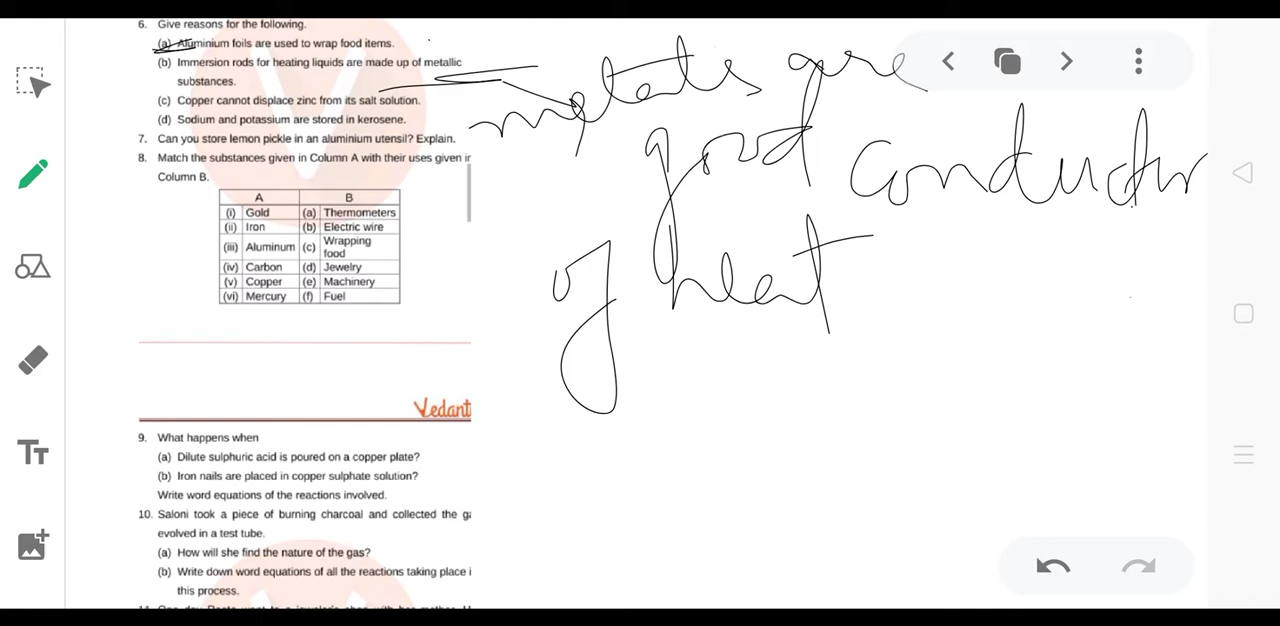 6. Give reasons for the following.
(a) Aluminium foils are used to wrap food items.
(b) Immersion rods for heating liquids are made up of metallic
substances.
(c) Copper cannot displace zinc from its salt solution.
(d) Sodium and potassium are stored in kerosene.
7. Can you store lemon pickle in an aluminium utensil? Explain.
8. Match the substances given in Column A with their uses given in
Column B.
A B
(i) Gold (a) Thermometers
(ii) Iron (b) Electric wire
(iii) Aluminum (c) Wrapping food
(iv) Carbon (d) Jewelry
(v) Copper (e) Machinery
(vi) Mercury (f) Fuel
Vedant
9. What happens when
(a) Dilute sulphuric acid is poured on a copper plate?
(b) Iron nails are placed in copper sulphate solution?
Write word equations of the reactions involved.
10. Saloni took a piece of burning charcoal and collected the ga
evolved in a test tube.
(a) How will she find the nature of the gas?
(b) Write down word equations of all the reactions taking place i
this process.
metals are
good conductor
of heat
Tт